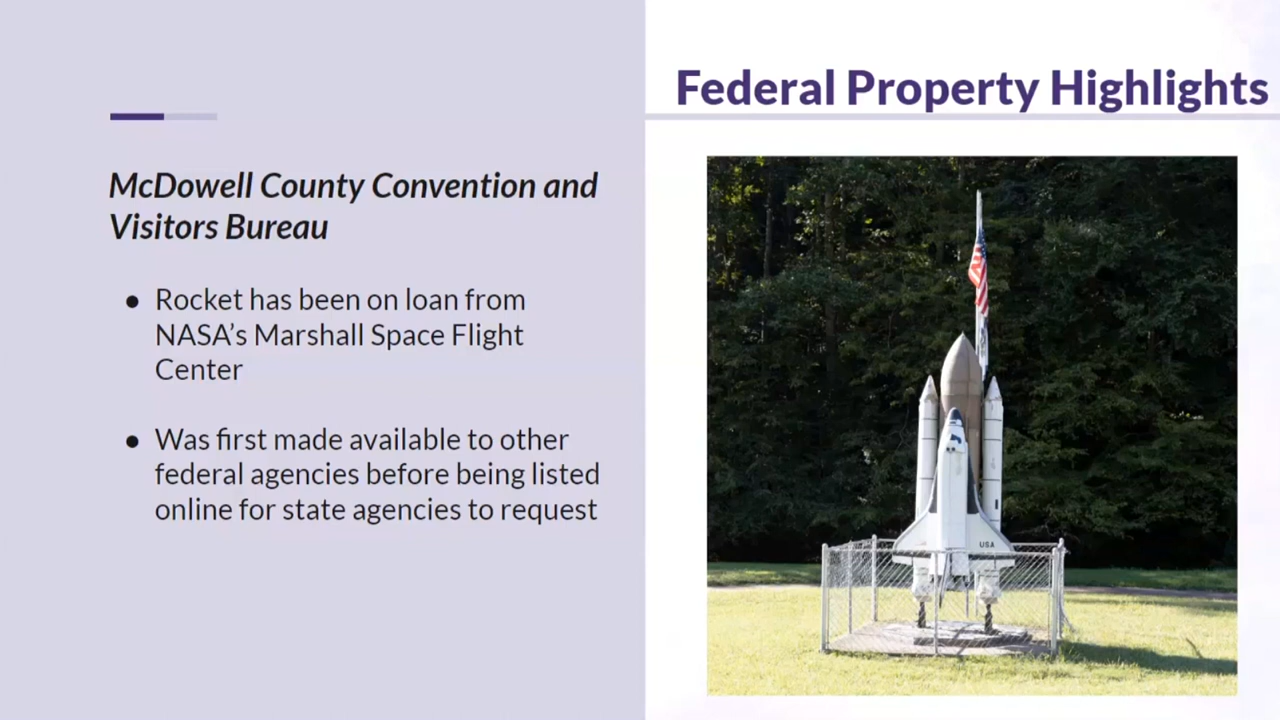 Federal Property Highlights
McDowell County Convention and
Visitors Bureau
● Rocket has been on loan from
NASA’s Marshall Space Flight
Center
● Was first made available to other
federal agencies before being listed
online for state agencies to request
USA